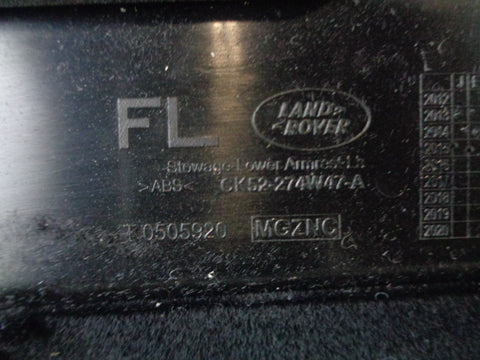 FL
LAND
ROVER
Stowage-Lower Armrest-Lh
>ABS< CK52-274W47-A
0505920 MGZNC
2012
2013
2014
2015
2017
2018
2019
2020